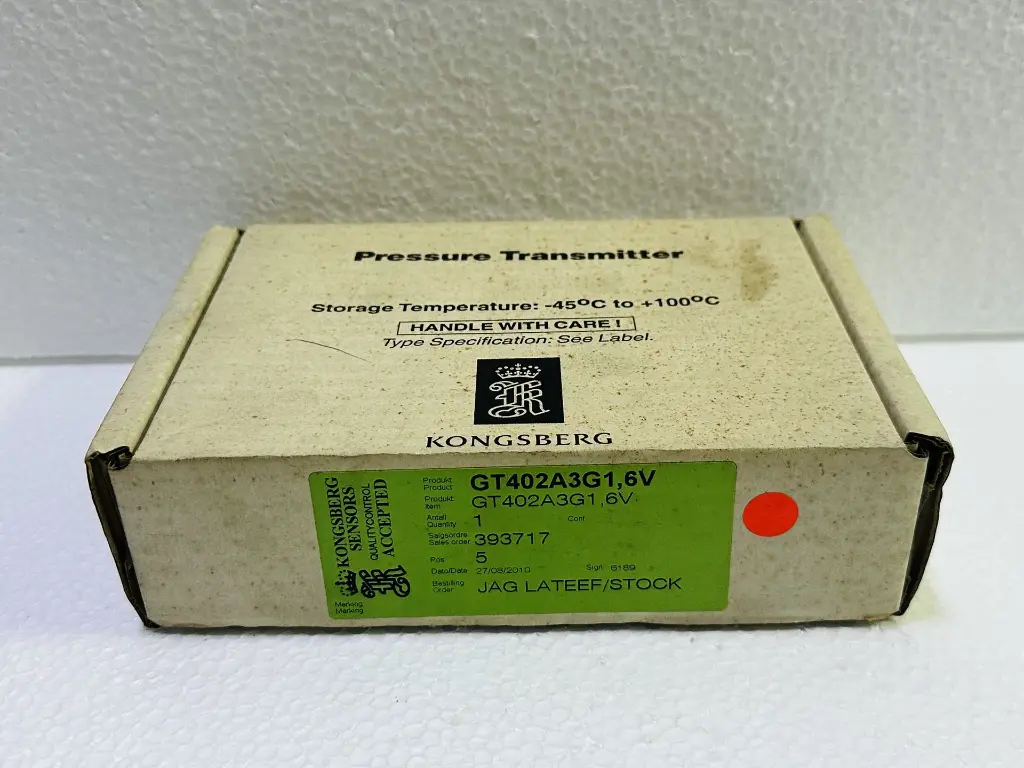 Pressure Transmitter
Storage Temperature: -45°C to +100°C
HANDLE WITH CARE!
Type Specification: See Label.
KONGSBERG
KONGSBERG
SENSORS
QUALITYCONTROL
ACCEPTED
Merking
Marking
Produkt
Product GT402A3G1,6V
Produkt
Item GT402A3G1,6V
Antall
Quantity 1 Conf
Salgsordre
Sales order 393717
Pos 5
Dato/Date 27/08/2010 Sign 6189
Bestilling
Order JAG LATEEF/STOCK